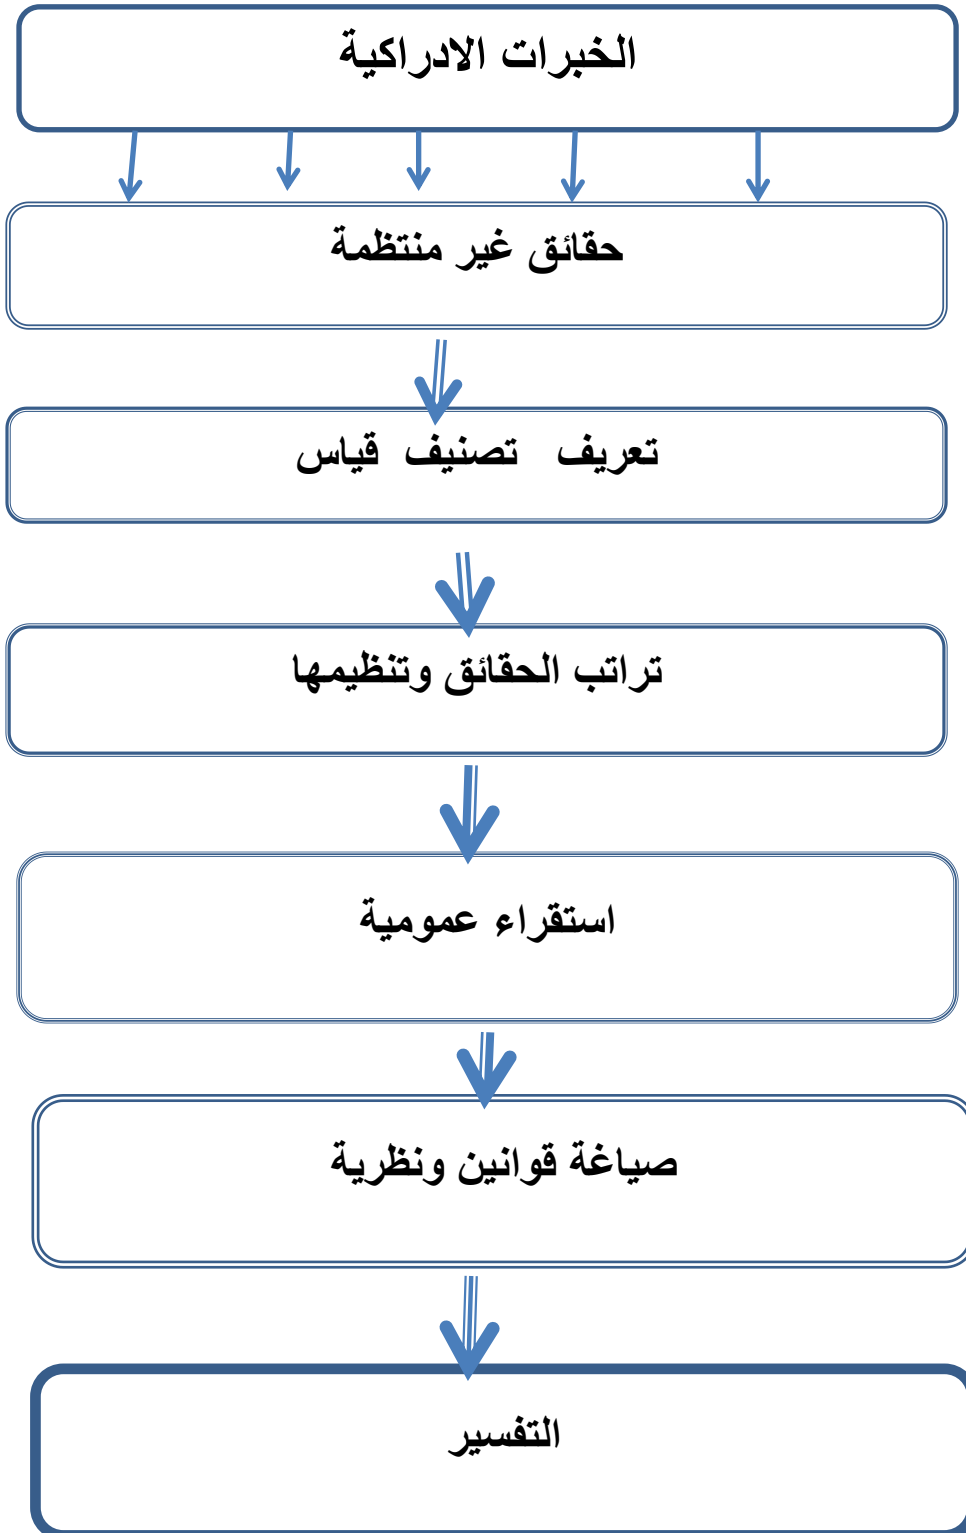 الخبرات الادراكية
حقائق غير منتظمة
تعريف تصنيف قياس
تراتب الحقائق وتنظيمها
استقراء عمومية
صياغة قوانين ونظرية
التفسير